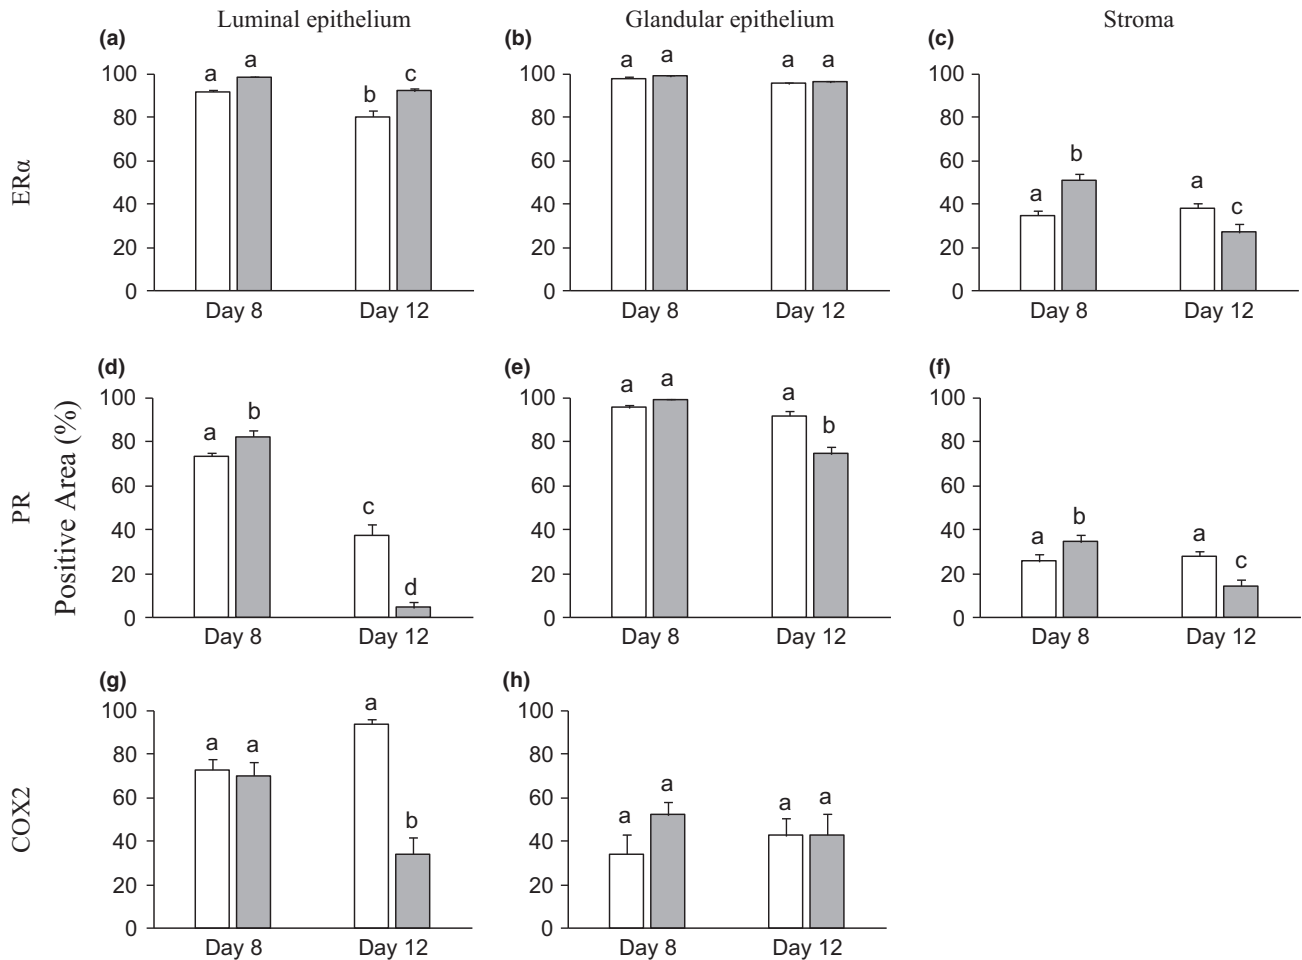 Luminal epithelium
Glandular epithelium
Stroma
ERα
(a)
100
80
60
40
20
0
a
a
b
c
Day 8
Day 12
(b)
100
80
60
40
20
0
a
a
a
a
Day 8
Day 12
(c)
100
80
60
40
20
0
a
b
a
c
Day 8
Day 12
PR
Positive Area (%)
(d)
100
80
60
40
20
0
a
b
c
d
Day 8
Day 12
(e)
100
80
60
40
20
0
a
a
a
b
Day 8
Day 12
(f)
100
80
60
40
20
0
a
b
a
c
Day 8
Day 12
COX2
(g)
100
80
60
40
20
0
a
a
a
b
Day 8
Day 12
(h)
100
80
60
40
20
0
a
a
a
a
Day 8
Day 12